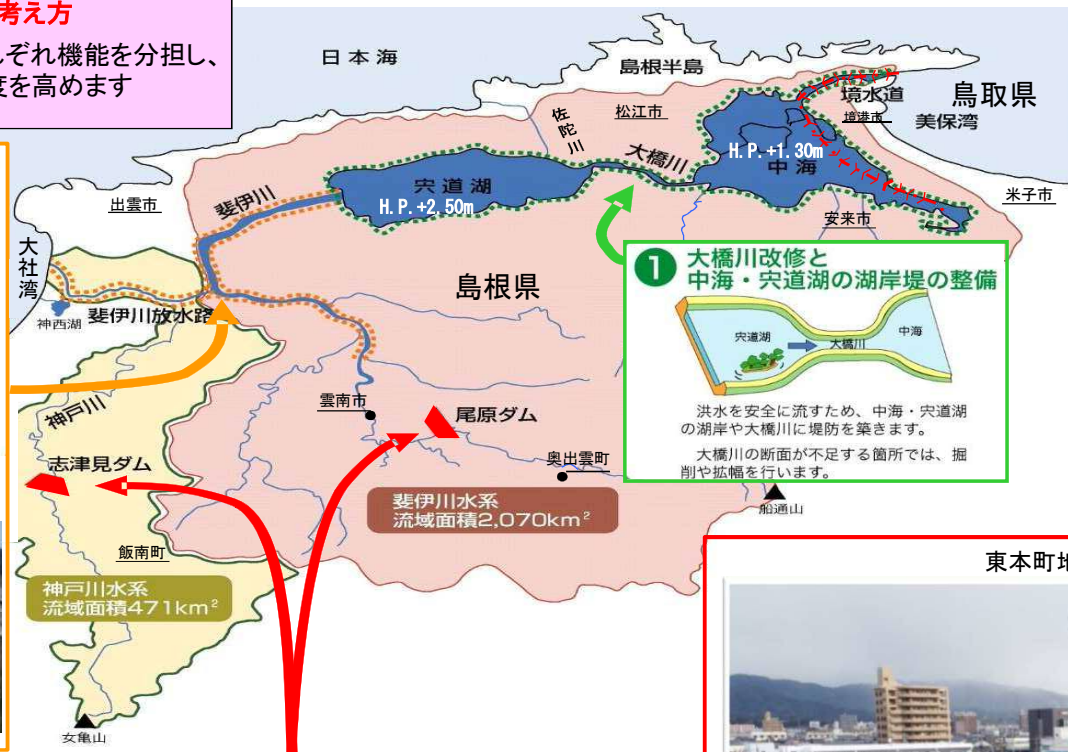 考え方
ぞれ機能を分担し、
度を高めます
日本海
島根半島
境水道
鳥取県
境港市
美保湾
松江市
佐陀川
大橋川
H.P.+1.30m
中海
宍道湖
H.P.+2.50m
斐伊川
出雲市
米子市
安来市
大社湾
島根県
神西湖
斐伊川放水路
❶ 大橋川改修と
中海・宍道湖の湖岸堤の整備
宍道湖
大橋川
中海
洪水を安全に流すため、中海・宍道湖
の湖岸や大橋川に堤防を築きます。
大橋川の断面が不足する箇所では、掘
削や拡幅を行います。
神戸川
雲南市
尾原ダム
志津見ダム
奥出雲町
船通山
斐伊川水系
流域面積2,070km²
飯南町
神戸川水系
流域面積471km²
女亀山
東本町地